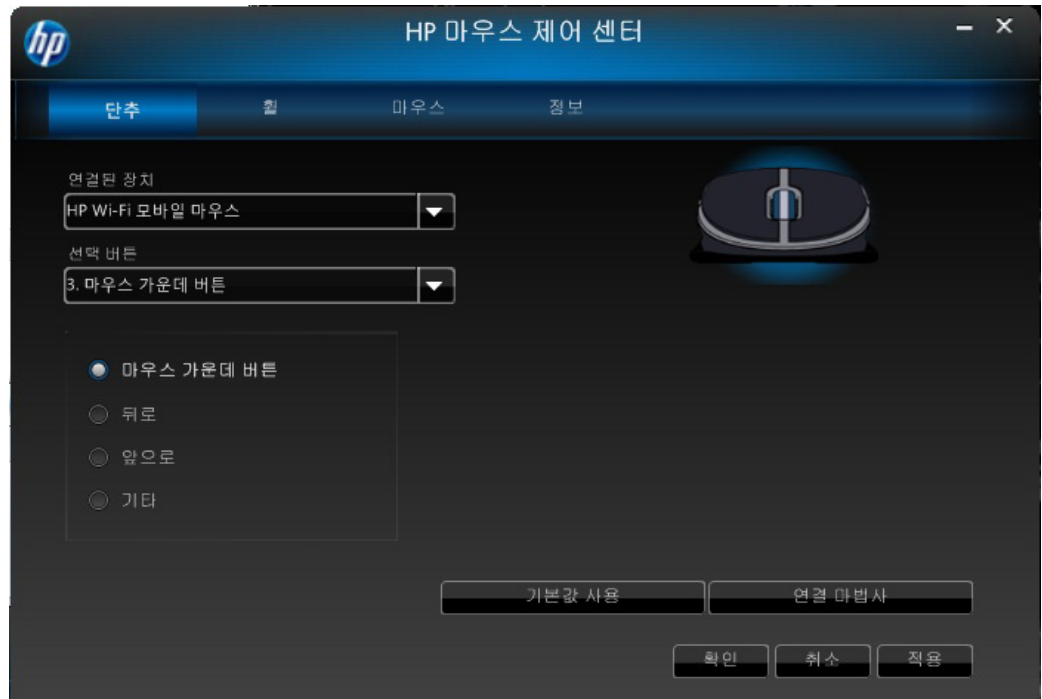 hp
HP 마우스 제어 센터
단추 휠 마우스 정보
연결된 장치
HP Wi-Fi 모바일 마우스
선택 버튼
3. 마우스 가운데 버튼
마우스 가운데 버튼
뒤로
앞으로
기타
기본값 사용 연결 마법사
확인 취소 적용